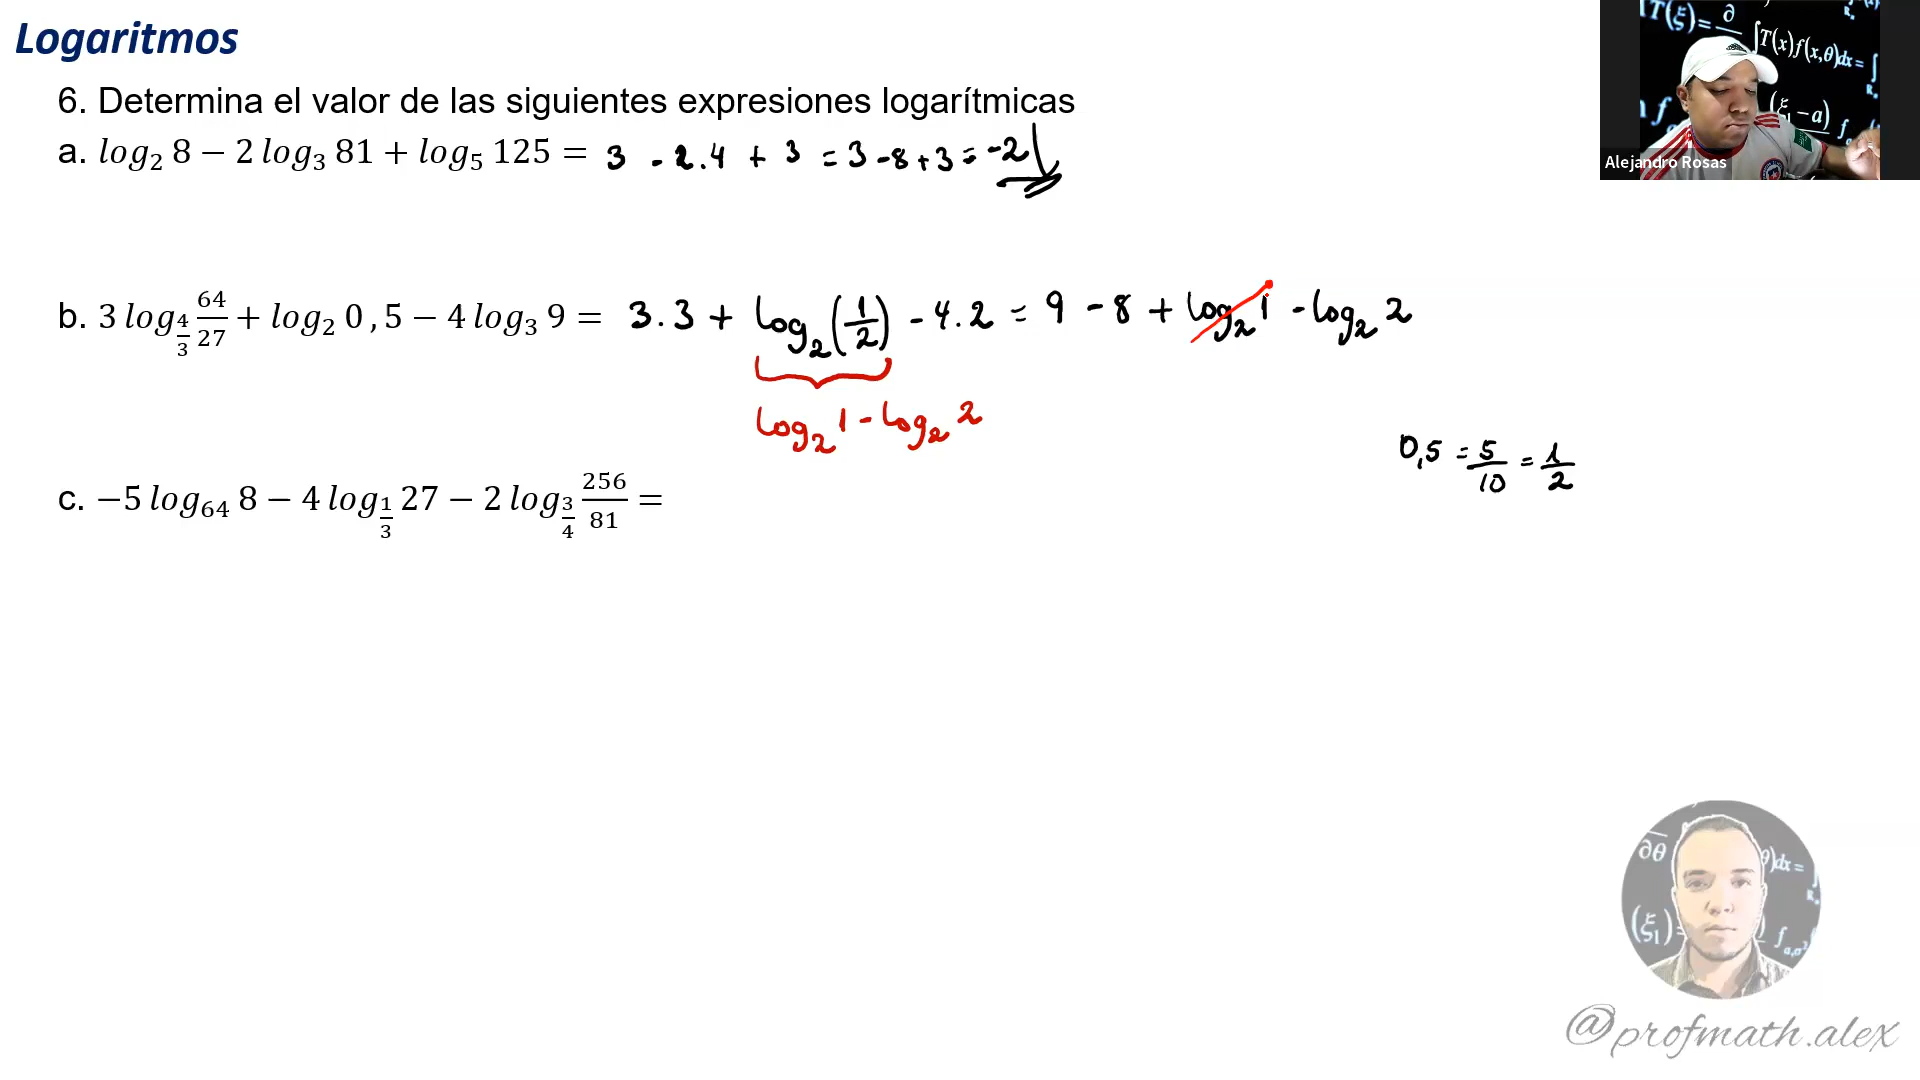 Logaritmos
6. Determina el valor de las siguientes expresiones logarítmicas
a. log₂ 8 − 2 log₃ 81 + log₅ 125 = 3 - 2.4 + 3 = 3 -8 +3 = -2
b. 3 log_{4/3} 64/27 + log₂ 0,5 − 4 log₃ 9 = 3.3 + log₂(1/2) - 4.2 = 9 - 8 + log₂ 1 - log₂ 2
log₂ 1 - log₂ 2
0,5 = 5/10 = 1/2
c. −5 log₆₄ 8 − 4 log_{1/3} 27 − 2 log_{3/4} 256/81 =
Alejandro Rosas
T(ξ) = ∂
∫T(x)f(x,θ)dx =
@profmath.alex